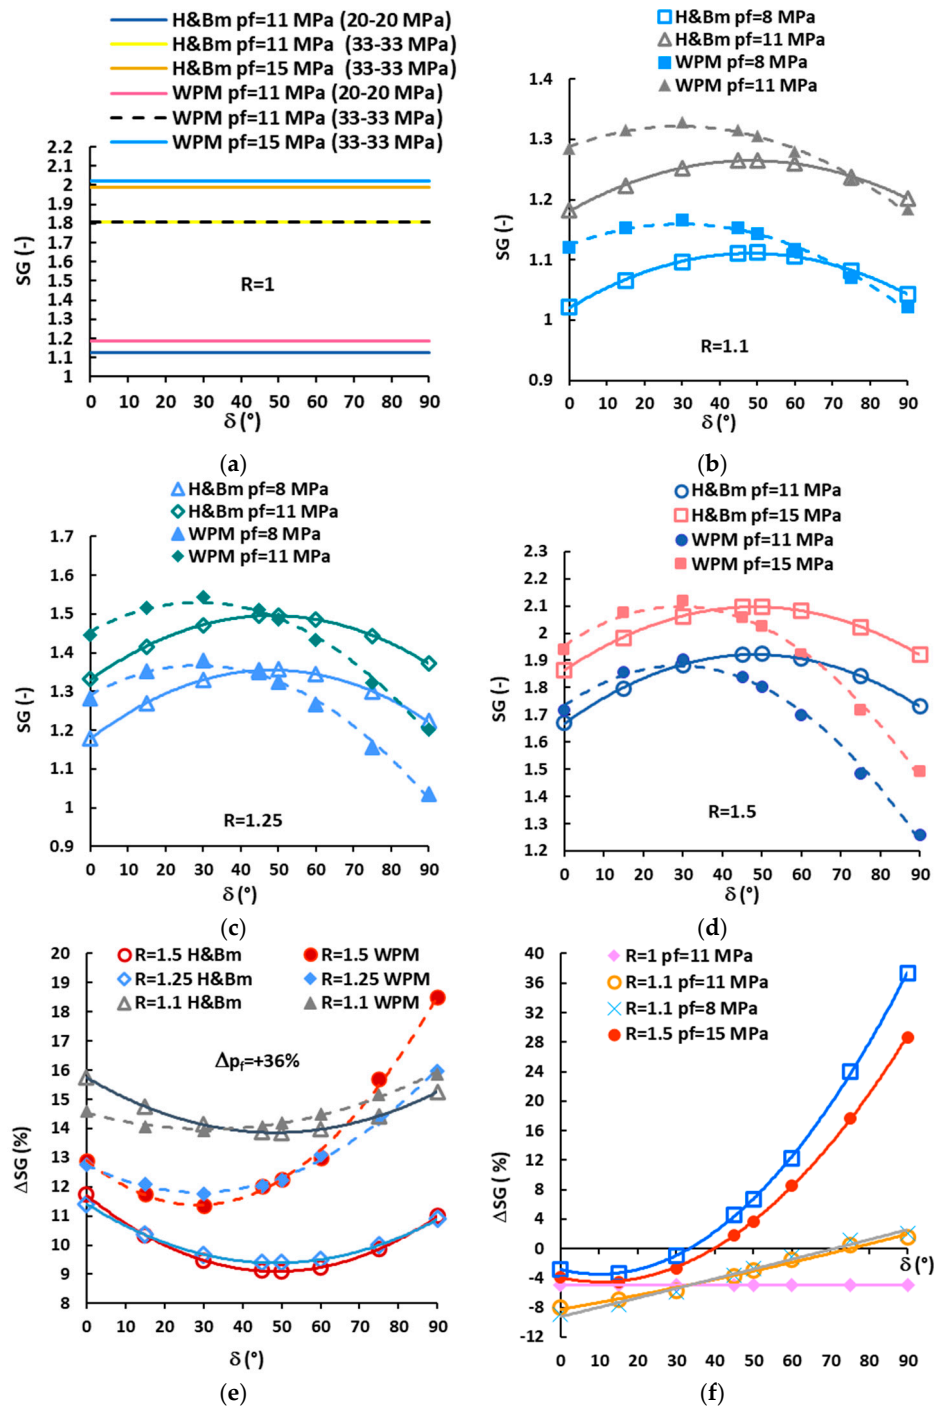 H&Bm pf=11 MPa (20-20 MPa)
H&Bm pf=11 MPa (33-33 MPa)
H&Bm pf=15 MPa (33-33 MPa)
WPM pf=11 MPa (20-20 MPa)
WPM pf=11 MPa (33-33 MPa)
WPM pf=15 MPa (33-33 MPa)
2.2
2.1
2
1.9
1.8
1.7
1.6
1.5
1.4
1.3
1.2
1.1
1
SG (-)
R=1
0 10 20 30 40 50 60 70 80 90
δ (°)
(a)
H&Bm pf=8 MPa
H&Bm pf=11 MPa
WPM pf=8 MPa
WPM pf=11 MPa
1.4
1.3
1.2
1.1
1
0.9
SG (-)
R=1.1
0 10 20 30 40 50 60 70 80 90
δ (°)
(b)
H&Bm pf=8 MPa
H&Bm pf=11 MPa
WPM pf=8 MPa
WPM pf=11 MPa
1.7
1.6
1.5
1.4
1.3
1.2
1.1
1
0.9
SG (-)
R=1.25
0 10 20 30 40 50 60 70 80 90
δ (°)
(c)
H&Bm pf=11 MPa
H&Bm pf=15 MPa
WPM pf=11 MPa
WPM pf=15 MPa
2.3
2.2
2.1
2
1.9
1.8
1.7
1.6
1.5
1.4
1.3
1.2
SG (-)
R=1.5
0 10 20 30 40 50 60 70 80 90
δ (°)
(d)
R=1.5 H&Bm R=1.5 WPM
R=1.25 H&Bm R=1.25 WPM
R=1.1 H&Bm R=1.1 WPM
Δpf=+36%
20
19
18
17
16
15
14
13
12
11
10
9
8
ΔSG (%)
0 10 20 30 40 50 60 70 80 90
δ (°)
(e)
R=1 pf=11 MPa
R=1.1 pf=11 MPa
R=1.1 pf=8 MPa
R=1.5 pf=15 MPa
40
36
32
28
24
20
16
12
8
4
0
-4
-8
-12
ΔSG ( %)
δ (°)
0 10 20 30 40 50 60 70 80 90
(f)